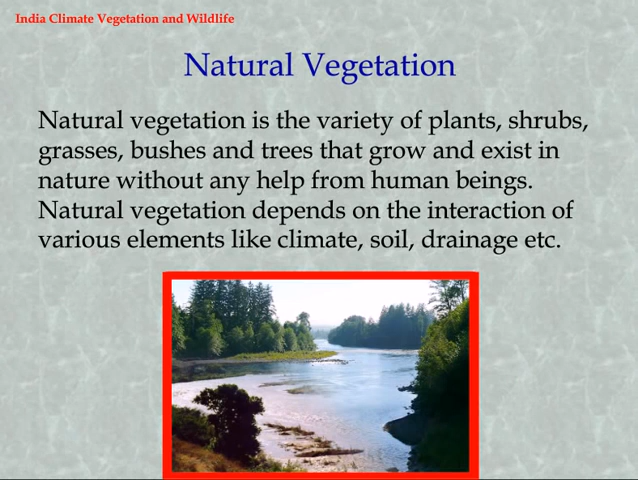 India Climate Vegetation and Wildlife
Natural Vegetation
Natural vegetation is the variety of plants, shrubs,
grasses, bushes and trees that grow and exist in
nature without any help from human beings.
Natural vegetation depends on the interaction of
various elements like climate, soil, drainage etc.